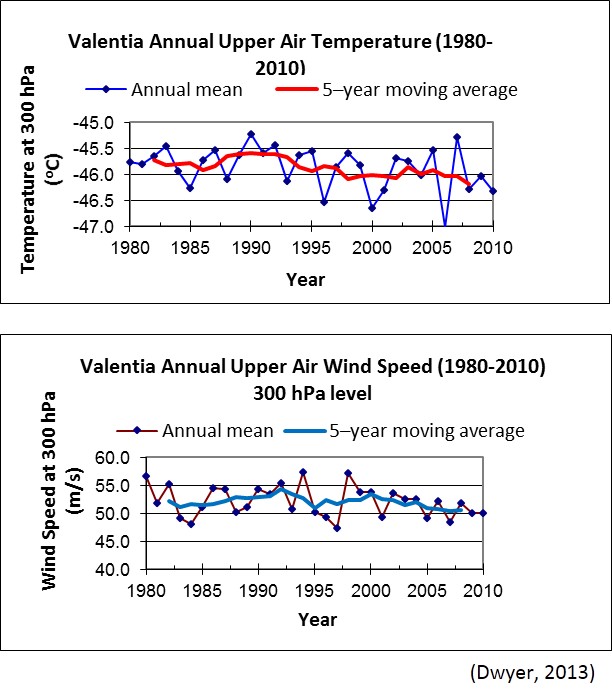 Valentia Annual Upper Air Temperature (1980-
2010)
Annual mean
5–year moving average
Temperature at 300 hPa
(ºC)
-45.0
-45.5
-46.0
-46.5
-47.0
1980 1985 1990 1995 2000 2005 2010
Year
Valentia Annual Upper Air Wind Speed (1980-2010)
300 hPa level
Annual mean
5–year moving average
Wind Speed at 300 hPa
(m/s)
60.0
55.0
50.0
45.0
40.0
1980 1985 1990 1995 2000 2005 2010
Year
(Dwyer, 2013)